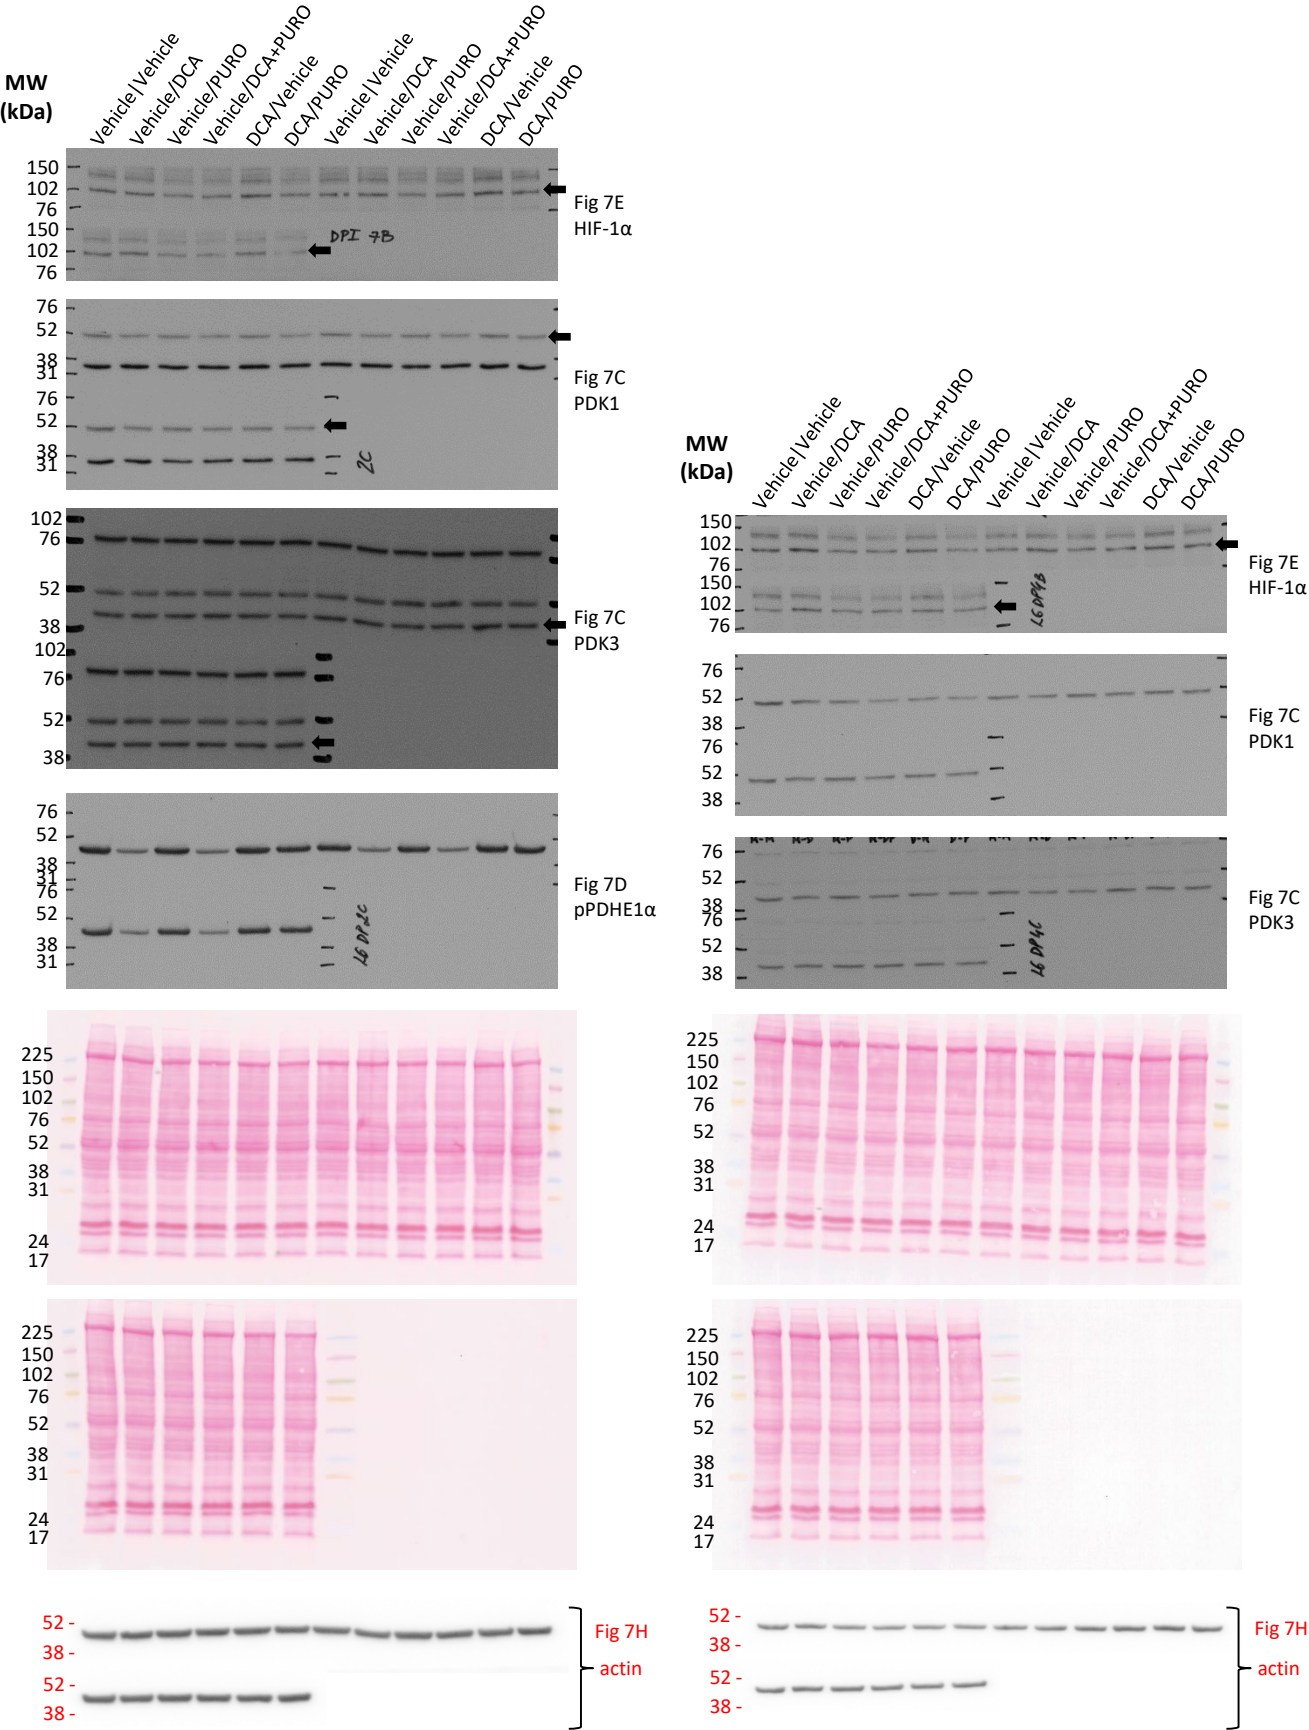 MW
(kDa)
Vehicle|Vehicle
Vehicle/DCA
Vehicle/PURO
Vehicle/DCA+PURO
DCA/Vehicle
DCA/PURO
Vehicle|Vehicle
Vehicle/DCA
Vehicle/PURO
Vehicle/DCA+PURO
DCA/Vehicle
DCA/PURO
150
102
76
150
102
76
DPI 7B
Fig 7E
HIF-1α
76
52
38
31
76
52
38
31
2C
Fig 7C
PDK1
102
76
52
38
102
76
52
38
Fig 7C
PDK3
76
52
38
31
76
52
38
31
L6 DP2C
Fig 7D
pPDHE1α
225
150
102
76
52
38
31
24
17
225
150
102
76
52
38
31
24
17
52 -
38 -
52 -
38 -
Fig 7H
actin
MW
(kDa)
Vehicle|Vehicle
Vehicle/DCA
Vehicle/PURO
Vehicle/DCA+PURO
DCA/Vehicle
DCA/PURO
Vehicle|Vehicle
Vehicle/DCA
Vehicle/PURO
Vehicle/DCA+PURO
DCA/Vehicle
DCA/PURO
150
102
76
150
102
76
L6 DP4B
Fig 7E
HIF-1α
76
52
38
76
52
38
Fig 7C
PDK1
76
52
38
76
52
38
L6 DP4C
Fig 7C
PDK3
225
150
102
76
52
38
31
24
17
225
150
102
76
52
38
31
24
17
52 -
38 -
52 -
38 -
Fig 7H
actin